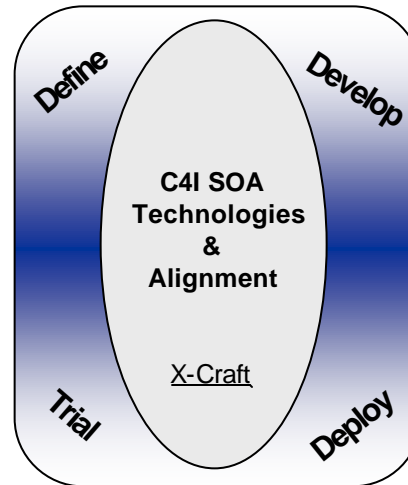 Define
Develop
C4I SOA
Technologies
&
Alignment
X-Craft
Trial
Deploy